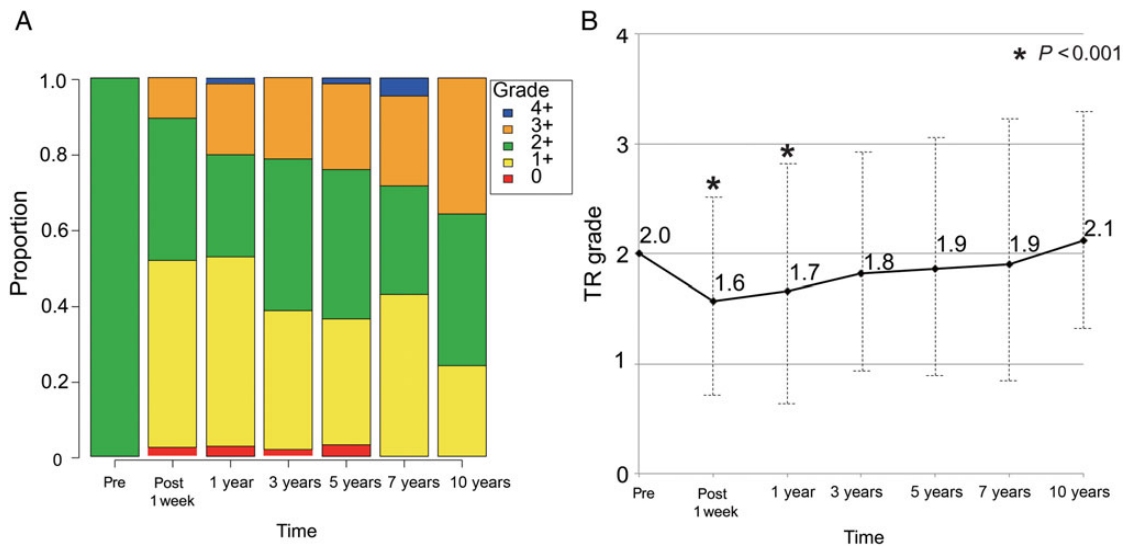 A
Proportion
1.0
0.8
0.6
0.4
0.2
0
Grade
4+
3+
2+
1+
0
Pre
Post
1 week
1 year
3 years
5 years
7 years
10 years
Time
B
TR grade
4
3
2
1
0
* P < 0.001
*
*
2.0
1.6
1.7
1.8
1.9
1.9
2.1
Pre
Post
1 week
1 year
3 years
5 years
7 years
10 years
Time